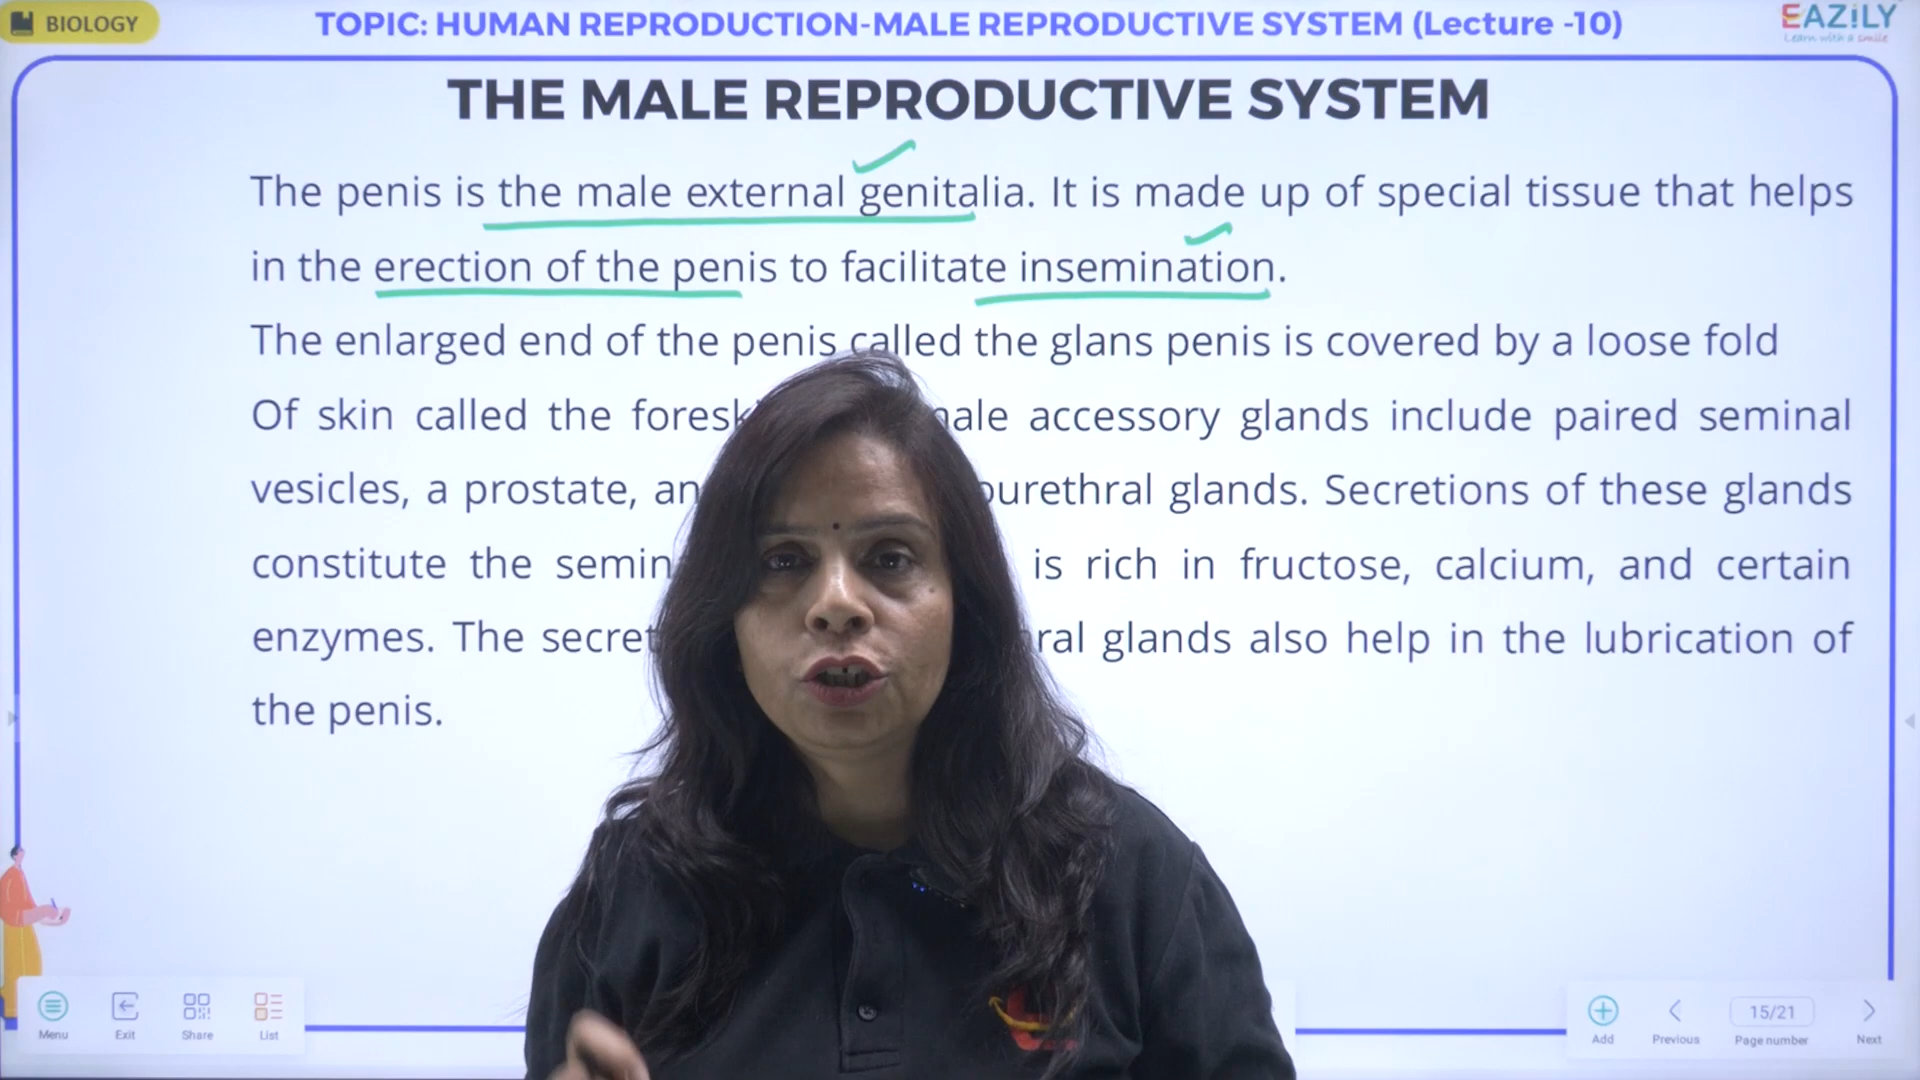 BIOLOGY
TOPIC: HUMAN REPRODUCTION-MALE REPRODUCTIVE SYSTEM (Lecture -10)
EAZiLY
Learn with a smile
THE MALE REPRODUCTIVE SYSTEM
The penis is the male external genitalia. It is made up of special tissue that helps
in the erection of the penis to facilitate insemination.
The enlarged end of the penis called the glans penis is covered by a loose fold
Of skin called the foresk ale accessory glands include paired seminal
vesicles, a prostate, an ourethral glands. Secretions of these glands
constitute the semin is rich in fructose, calcium, and certain
enzymes. The secret ral glands also help in the lubrication of
the penis.
Menu Exit Share List
Add Previous 15/21 Page number Next